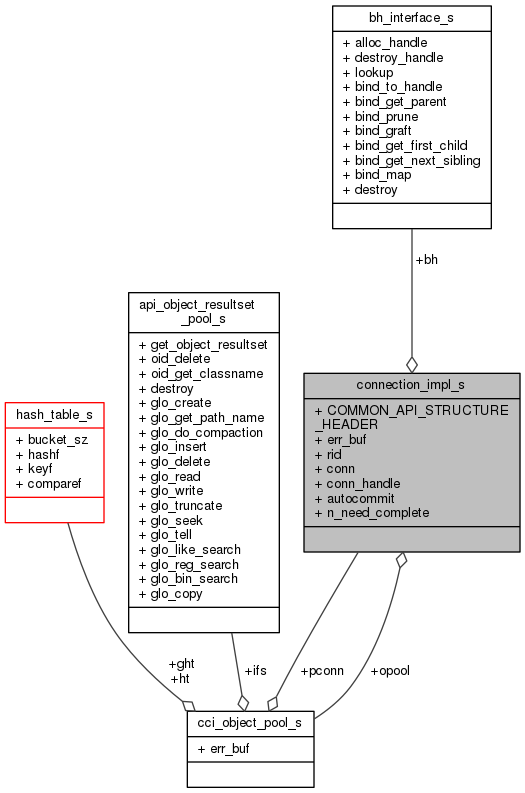 bh_interface_s
+ alloc_handle
+ destroy_handle
+ lookup
+ bind_to_handle
+ bind_get_parent
+ bind_prune
+ bind_graft
+ bind_get_first_child
+ bind_get_next_sibling
+ bind_map
+ destroy
+bh
api_object_resultset
_pool_s
+ get_object_resultset
+ oid_delete
+ oid_get_classname
+ destroy
+ glo_create
+ glo_get_path_name
+ glo_do_compaction
+ glo_insert
+ glo_delete
+ glo_read
+ glo_write
+ glo_truncate
+ glo_seek
+ glo_tell
+ glo_like_search
+ glo_reg_search
+ glo_bin_search
+ glo_copy
connection_impl_s
+ COMMON_API_STRUCTURE
_HEADER
+ err_buf
+ rid
+ conn
+ conn_handle
+ autocommit
+ n_need_complete
hash_table_s
+ bucket_sz
+ hashf
+ keyf
+ comparef
+ght
+ht
+ifs
+pconn
+opool
cci_object_pool_s
+ err_buf